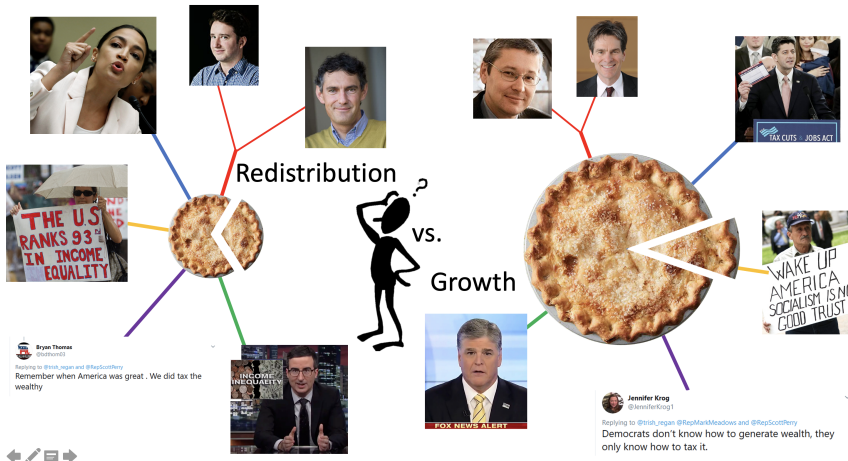 TAX CUTS & JOBS ACT
Redistribution
?
vs.
Growth
THE U.S
RANKS 93
IN INCOME
EQUALITY
WAKE UP
AMERICA
SOCIALISM IS NO
GOOD TRUST
INCOME
INEQUALITY
FOX NEWS ALERT
Bryan Thomas
@bdthom63
Replying to @trish_regan and @RepScottPerry
Remember when America was great . We did tax the
wealthy
Jennifer Krog
@JenniferKrog1
Replying to @trish_regan @RepMarkMeadows and @RepScottPerry
Democrats don't know how to generate wealth, they
only know how to tax it.